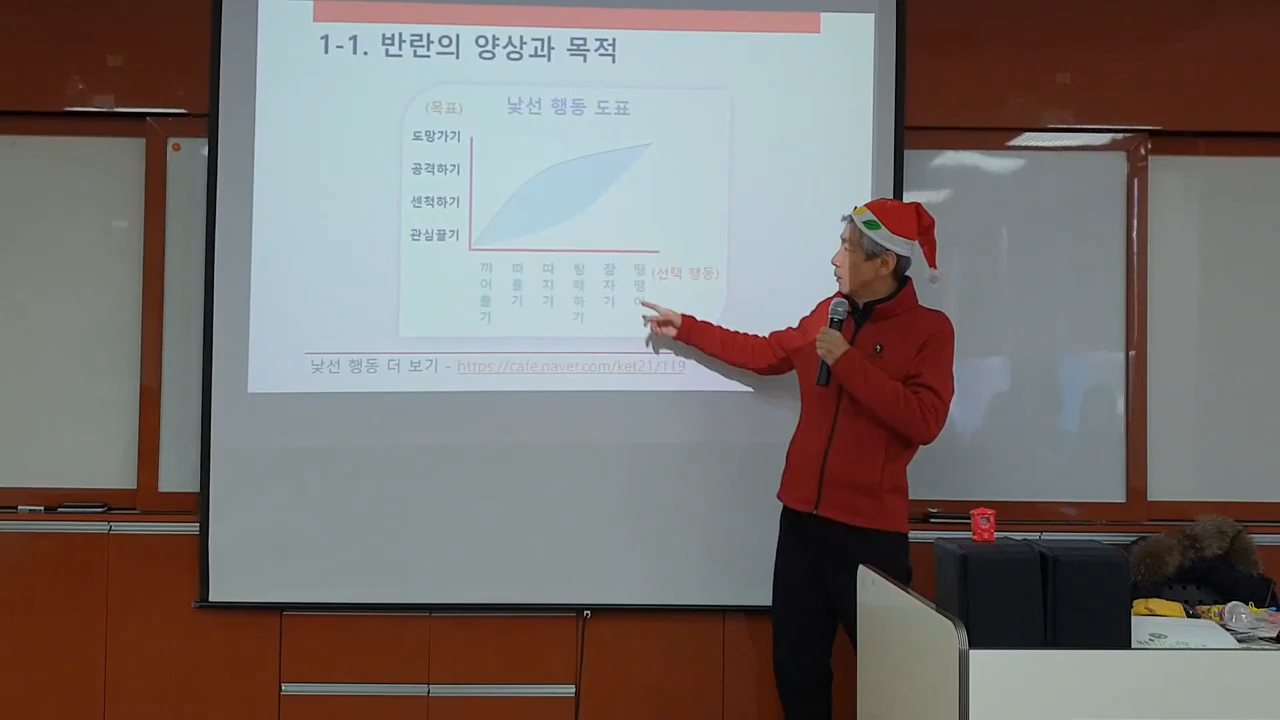 1-1. 반란의 양상과 목적
(목표) 낯선 행동 도표
도망가기
공격하기
센척하기
관심끌기
끼어들기 떠들기 따지기 방해하기 잠자기 땡땡이 (선택 행동)
낯선 행동 더 보기 - https://cafe.naver.com/ket21/119